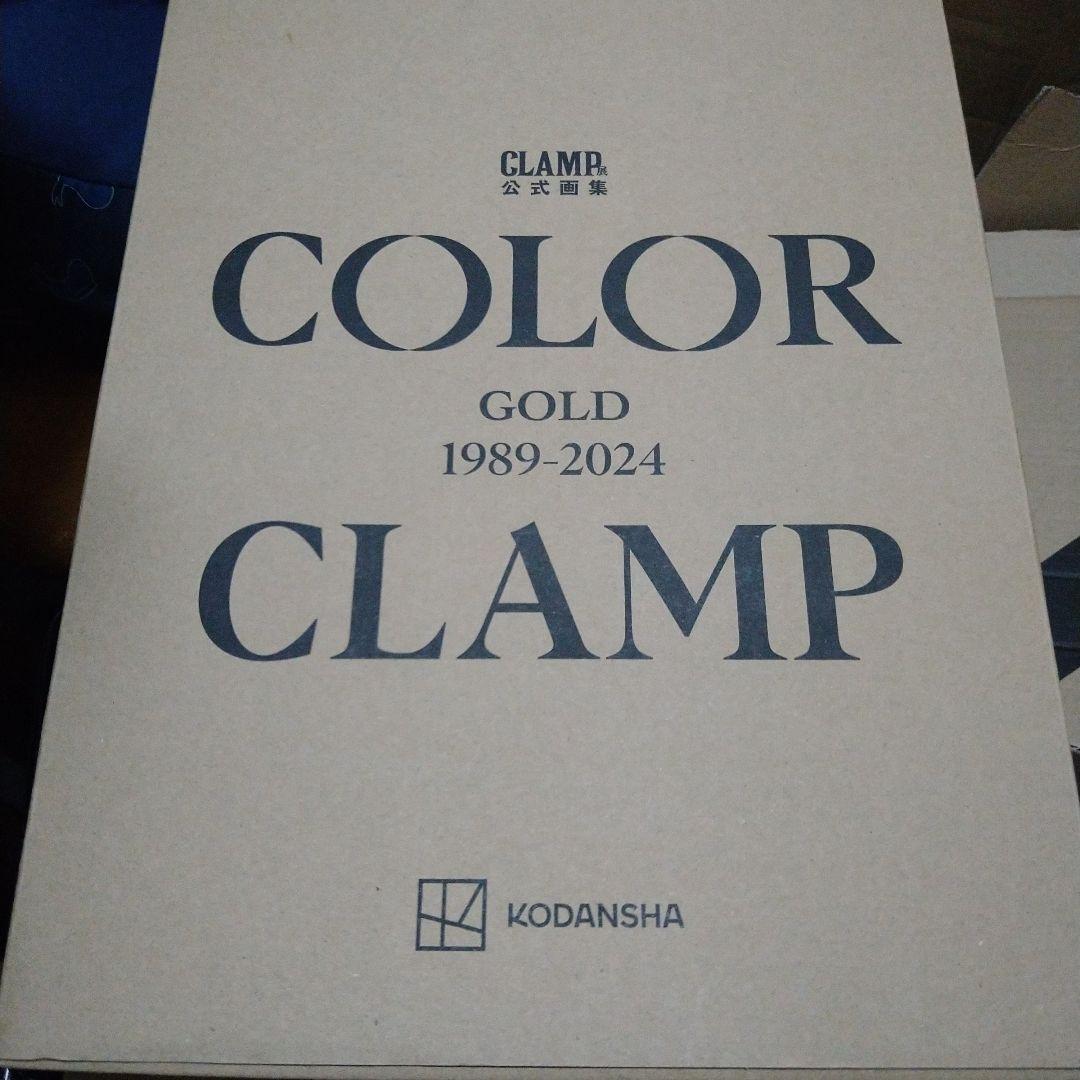 CLAMP展
公式画集
COLOR
GOLD
1989-2024
CLAMP
KODANSHA